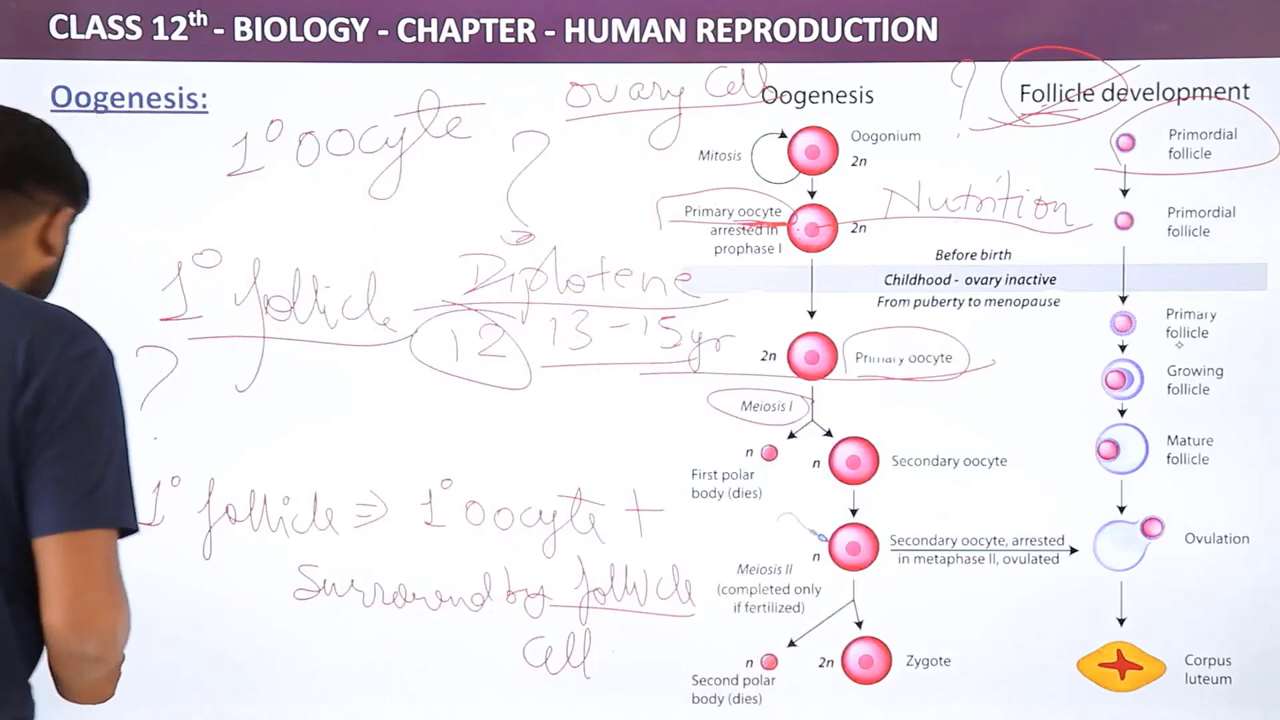 CLASS 12th - BIOLOGY - CHAPTER - HUMAN REPRODUCTION
Oogenesis:
ovary Cell
Oogenesis
?
Follicle development
1° oocyte
?
Mitosis
Oogonium
2n
Primordial
follicle
Primary oocyte
arrested in
prophase I
2n
Nutrition
Primordial
follicle
Before birth
Childhood - ovary inactive
From puberty to menopause
1° follicle
Diplotene
12
13-15yr
?
2n
Primary oocyte
Primary
follicle
Growing
follicle
Meiosis I
n
First polar
body (dies)
n
Secondary oocyte
Mature
follicle
1° follicle ⇒ 1° oocyte +
Surround by follicle
Cell
n
Meiosis II
(completed only
if fertilized)
Secondary oocyte, arrested
in metaphase II, ovulated
Ovulation
n
Second polar
body (dies)
2n
Zygote
Corpus
luteum